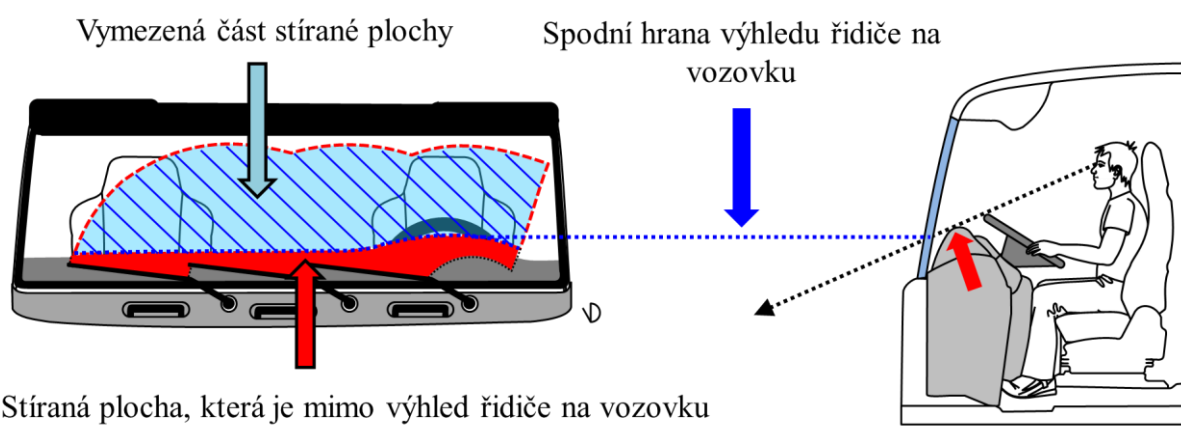 Vymezená část stírané plochy
Spodní hrana výhledu řidiče na
vozovku
Stíraná plocha, která je mimo výhled řidiče na vozovku